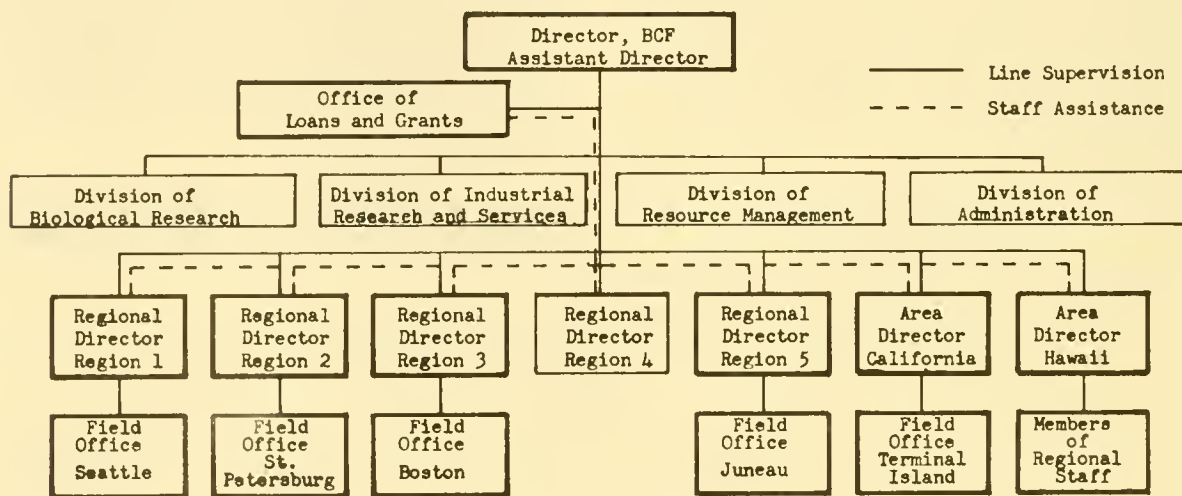 Director, BCF
Assistant Director
Line Supervision
Staff Assistance
Office of
Loans and Grants
Division of
Biological Research
Division of Industrial
Research and Services
Division of
Resource Management
Division of
Administration
Regional
Director
Region 1
Regional
Director
Region 2
Regional
Director
Region 3
Regional
Director
Region 4
Regional
Director
Region 5
Area
Director
California
Area
Director
Hawaii
Field
Office
Seattle
Field
Office
St.
Petersburg
Field
Office
Boston
Field
Office
Juneau
Field
Office
Terminal
Island
Members
of
Regional
Staff